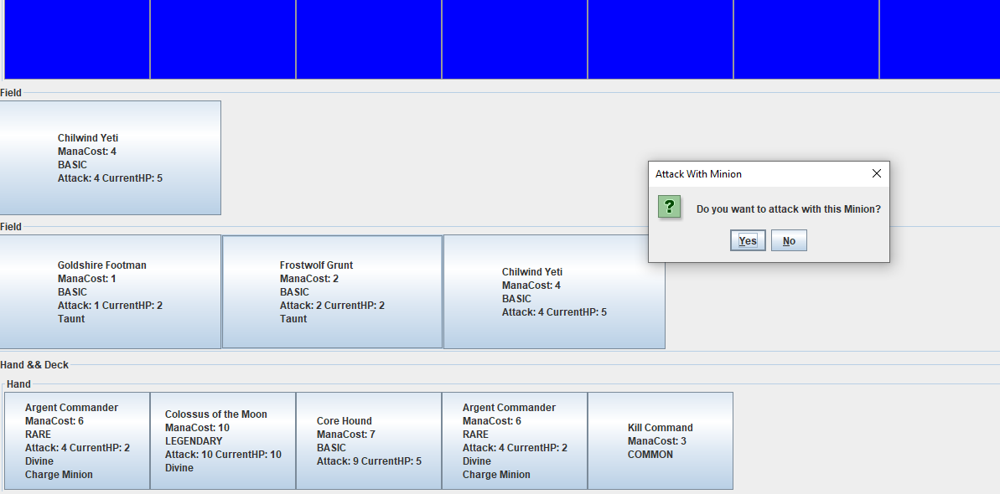 Field
Chilwind Yeti
ManaCost: 4
BASIC
Attack: 4 CurrentHP: 5
Attack With Minion
?
Do you want to attack with this Minion?
Yes
No
Field
Goldshire Footman
ManaCost: 1
BASIC
Attack: 1 CurrentHP: 2
Taunt
Frostwolf Grunt
ManaCost: 2
BASIC
Attack: 2 CurrentHP: 2
Taunt
Chilwind Yeti
ManaCost: 4
BASIC
Attack: 4 CurrentHP: 5
Hand && Deck
Hand
Argent Commander
ManaCost: 6
RARE
Attack: 4 CurrentHP: 2
Divine
Charge Minion
Colossus of the Moon
ManaCost: 10
LEGENDARY
Attack: 10 CurrentHP: 10
Divine
Core Hound
ManaCost: 7
BASIC
Attack: 9 CurrentHP: 5
Argent Commander
ManaCost: 6
RARE
Attack: 4 CurrentHP: 2
Divine
Charge Minion
Kill Command
ManaCost: 3
COMMON